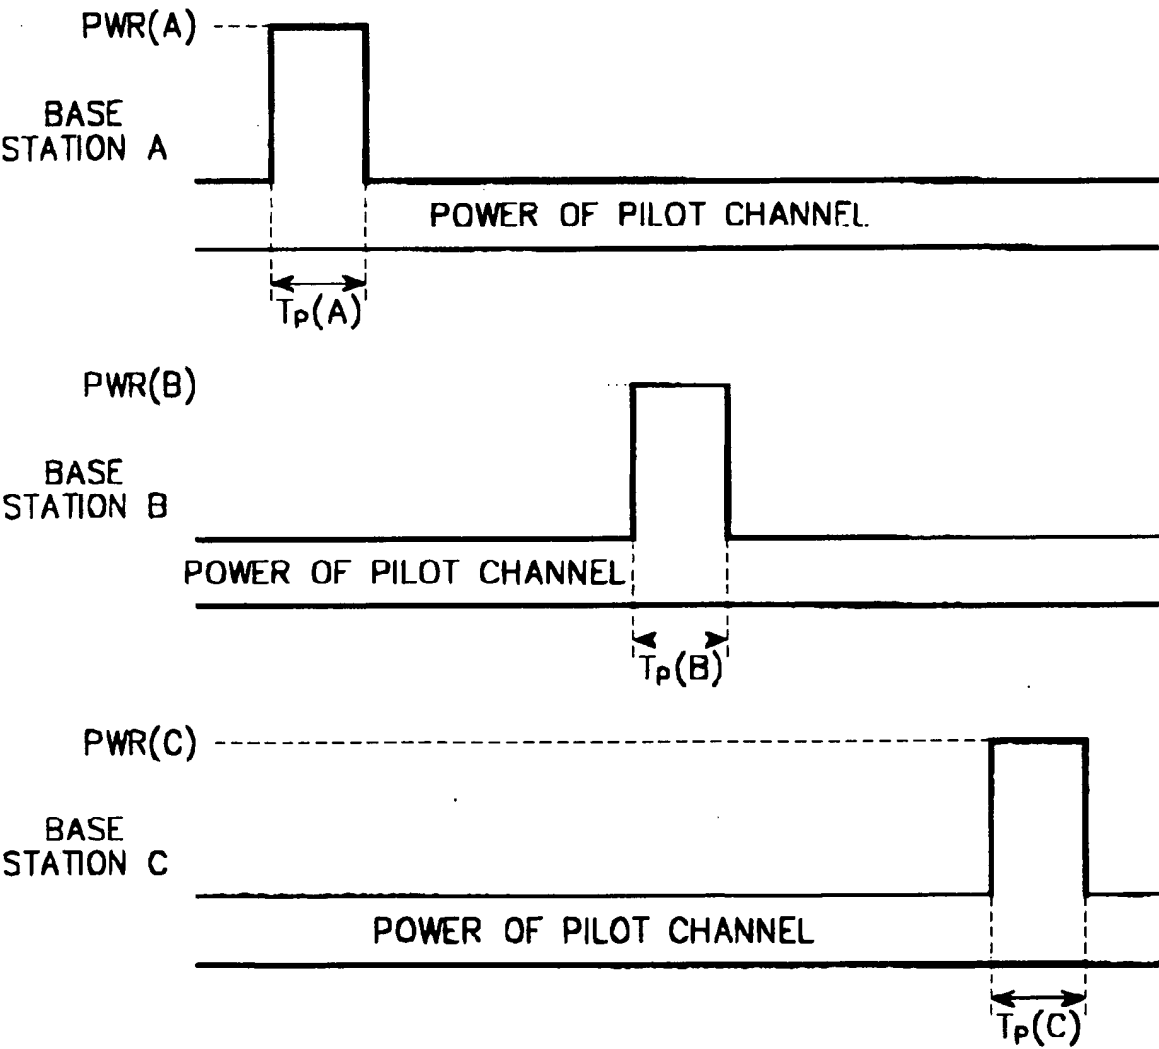 PWR(A)
BASE
STATION A
POWER OF PILOT CHANNEL
Tp(A)
PWR(B)
BASE
STATION B
POWER OF PILOT CHANNEL
Tp(B)
PWR(C)
BASE
STATION C
POWER OF PILOT CHANNEL
Tp(C)